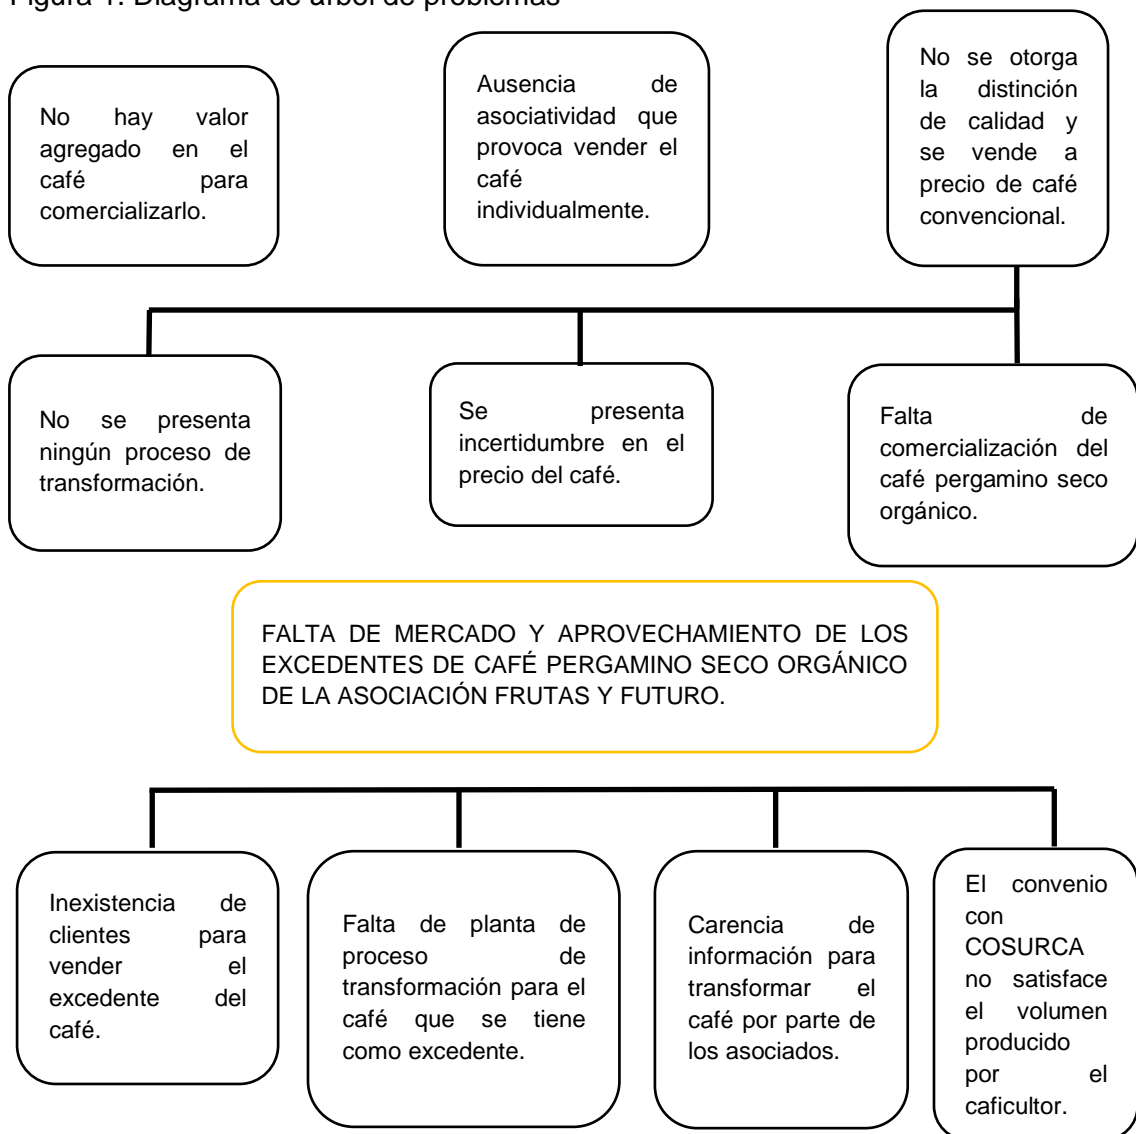 Figura 1. Diagrama de árbol de problemas
No hay valor
agregado en el
café para
comercializarlo.
Ausencia de
asociatividad que
provoca vender el
café
individualmente.
No se otorga
la distinción
de calidad y
se vende a
precio de café
convencional.
No se presenta
ningún proceso de
transformación.
Se presenta
incertidumbre en el
precio del café.
Falta de
comercialización del
café pergamino seco
orgánico.
FALTA DE MERCADO Y APROVECHAMIENTO DE LOS
EXCEDENTES DE CAFÉ PERGAMINO SECO ORGÁNICO
DE LA ASOCIACIÓN FRUTAS Y FUTURO.
Inexistencia de
clientes para
vender el
excedente del
café.
Falta de planta de
proceso de
transformación para el
café que se tiene
como excedente.
Carencia de
información para
transformar el
café por parte de
los asociados.
El convenio
con
COSURCA
no satisface
el volumen
producido
por el
caficultor.